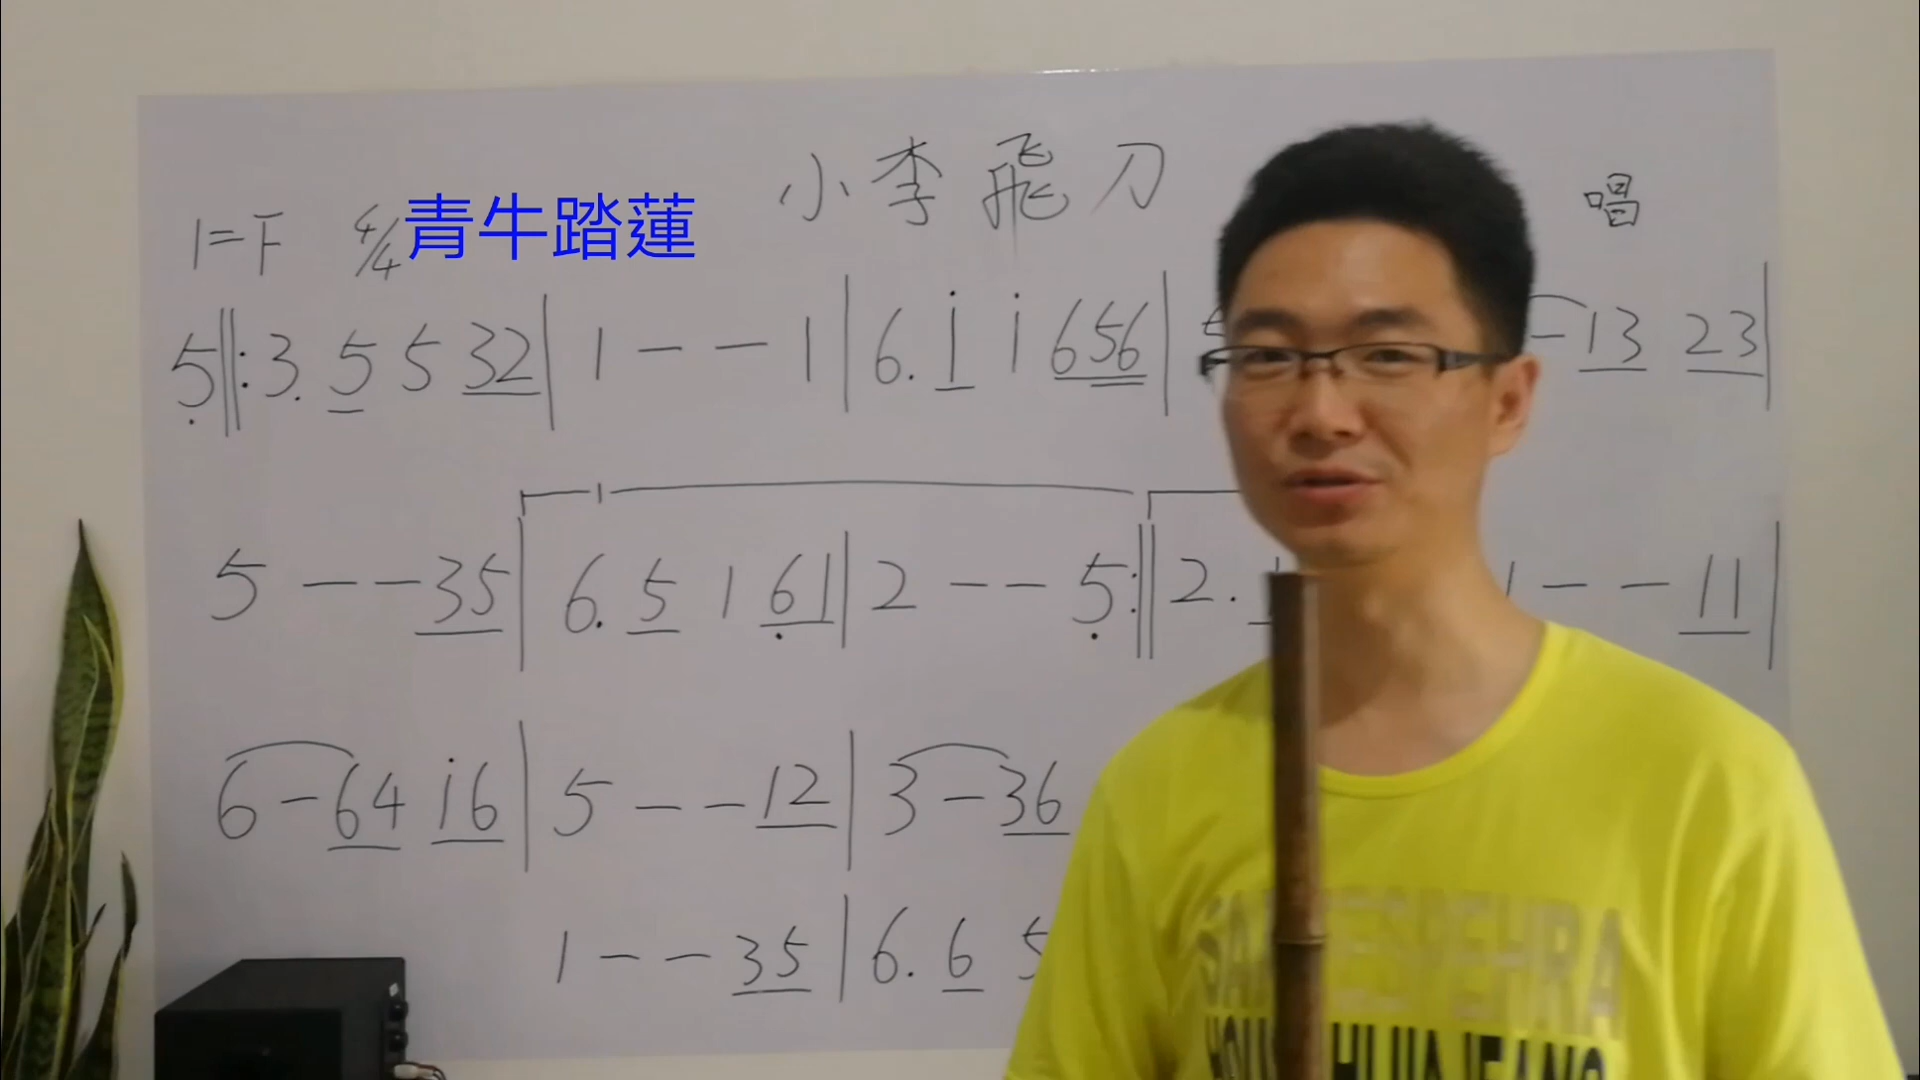 小李飛刀 唱
1=F 4/4 青牛踏蓮
5‖:3. 5 5 32 | 1 - - 1 | 6. i i 656 | - 13 23 |
5 - - 35 | 6. 5 1 61 | 2 - - 5 :‖ 2. - - 11 |
6 - 64 i6 | 5 - - 12 | 3 - 36
1 - - 35 | 6. 6 5